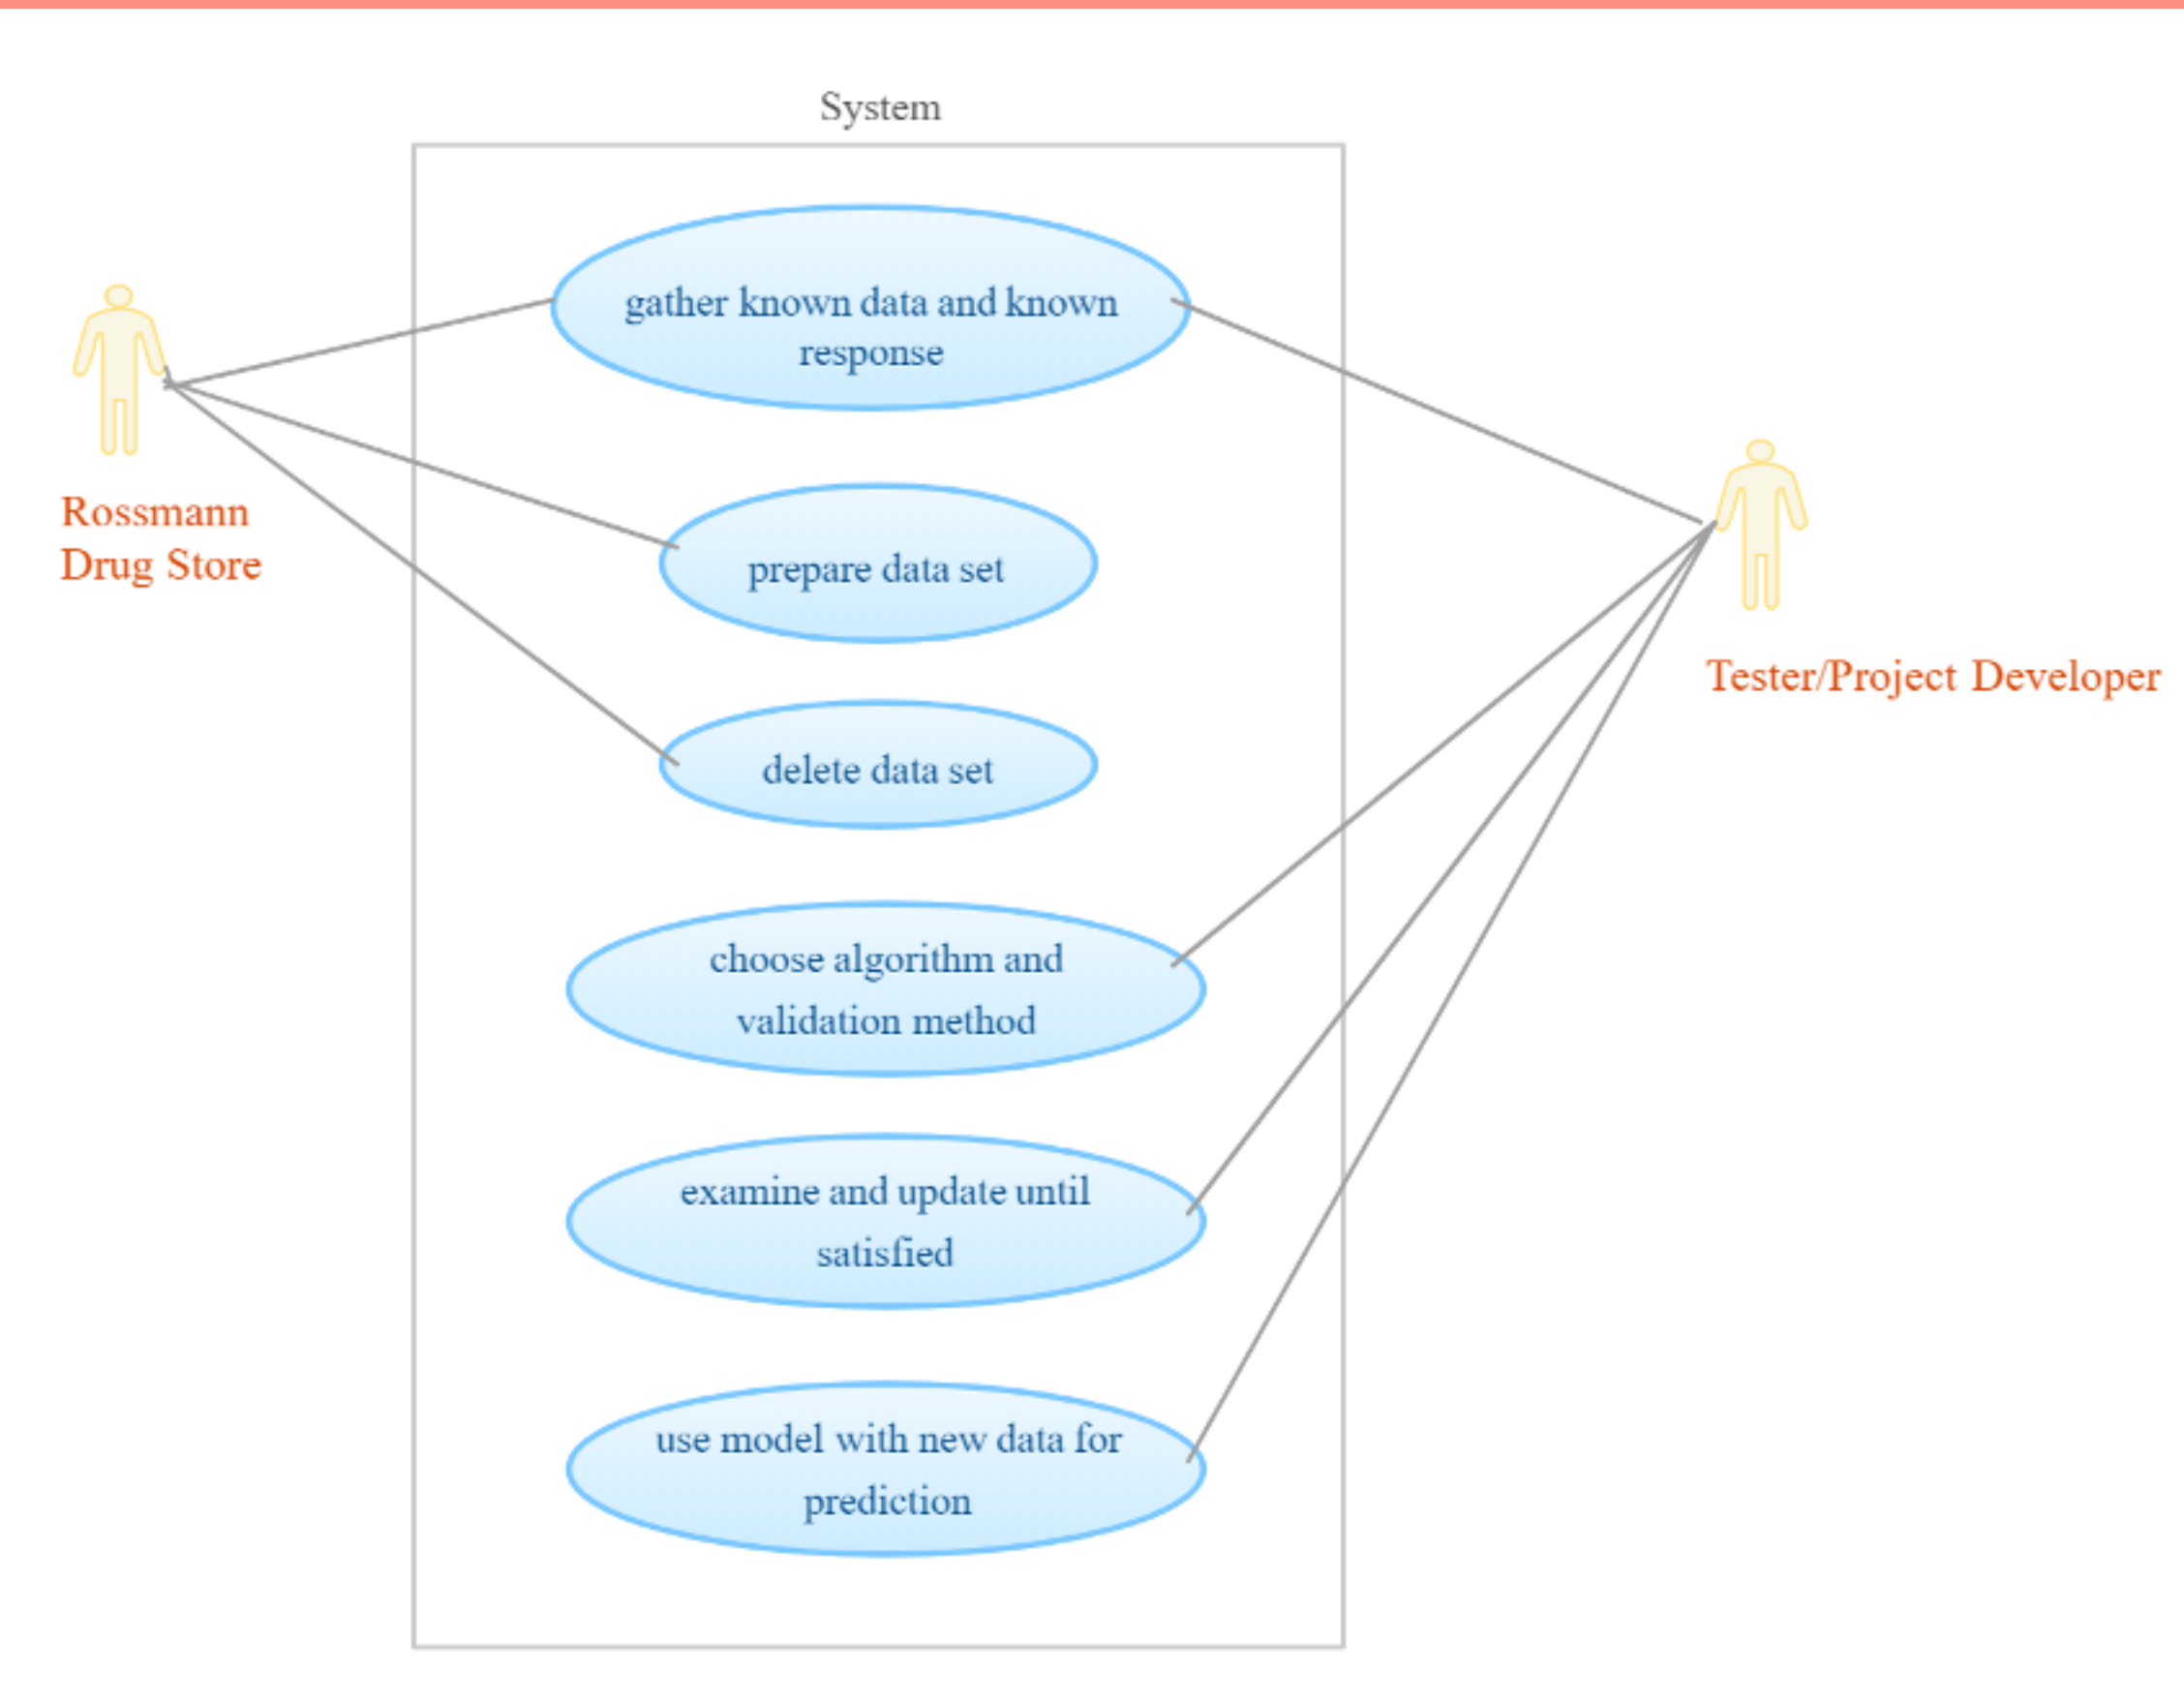 System
gather known data and known
response
Rossmann
Drug Store
prepare data set
Tester/Project Developer
delete data set
choose algorithm and
validation method
examine and update until
satisfied
use model with new data for
prediction